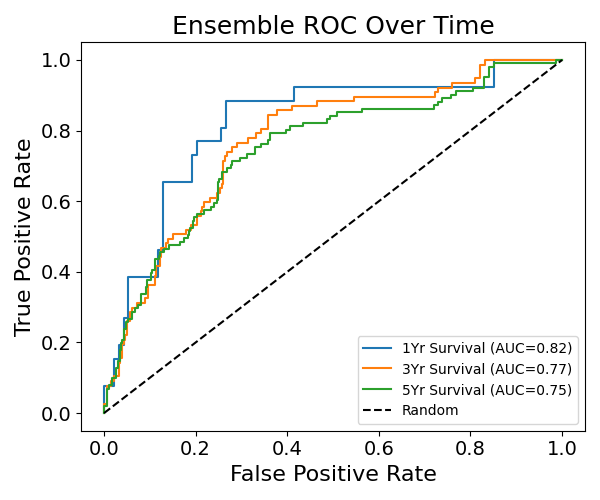 Ensemble ROC Over Time
True Positive Rate
1.0
0.8
0.6
0.4
0.2
0.0
0.0 0.2 0.4 0.6 0.8 1.0
False Positive Rate
1Yr Survival (AUC=0.82)
3Yr Survival (AUC=0.77)
5Yr Survival (AUC=0.75)
Random